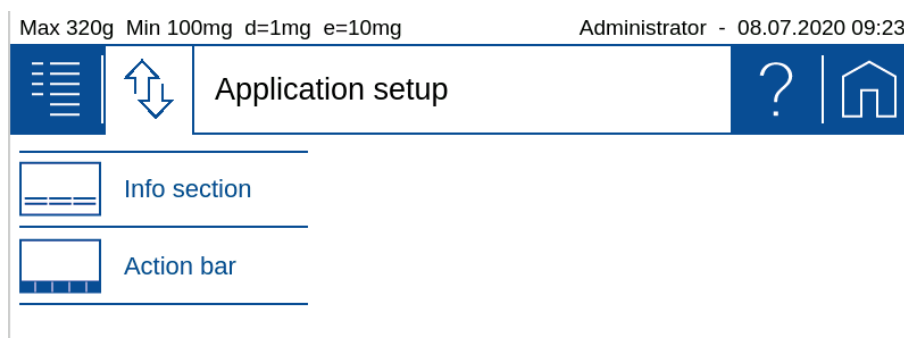 Max 320g Min 100mg d=1mg e=10mg Administrator - 08.07.2020 09:23
Application setup
?
Info section
Action bar